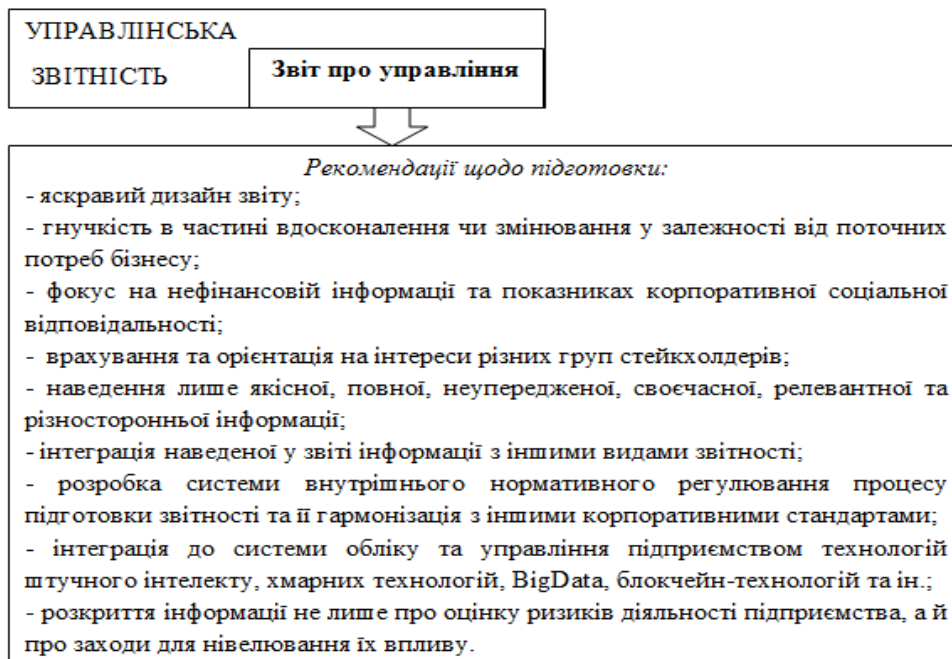 УПРАВЛІНСЬКА
ЗВІТНІСТЬ
Звіт про управління
Рекомендації щодо підготовки:
- яскравий дизайн звіту;
- гнучкість в частині вдосконалення чи змінювання у залежності від поточних
потреб бізнесу;
- фокус на нефінансовій інформації та показниках корпоративної соціальної
відповідальності;
- врахування та орієнтація на інтереси різних груп стейкхолдерів;
- наведення лише якісної, повної, неупередженої, своєчасної, релевантної та
різносторонньої інформації;
- інтеграція наведеної у звіті інформації з іншими видами звітності;
- розробка системи внутрішнього нормативного регулювання процесу
підготовки звітності та її гармонізація з іншими корпоративними стандартами;
- інтеграція до системи обліку та управління підприємством технологій
штучного інтелекту, хмарних технологій, BigData, блокчейн-технологій та ін.;
- розкриття інформації не лише про оцінку ризиків діяльності підприємства, а й
про заходи для нівелювання їх впливу.